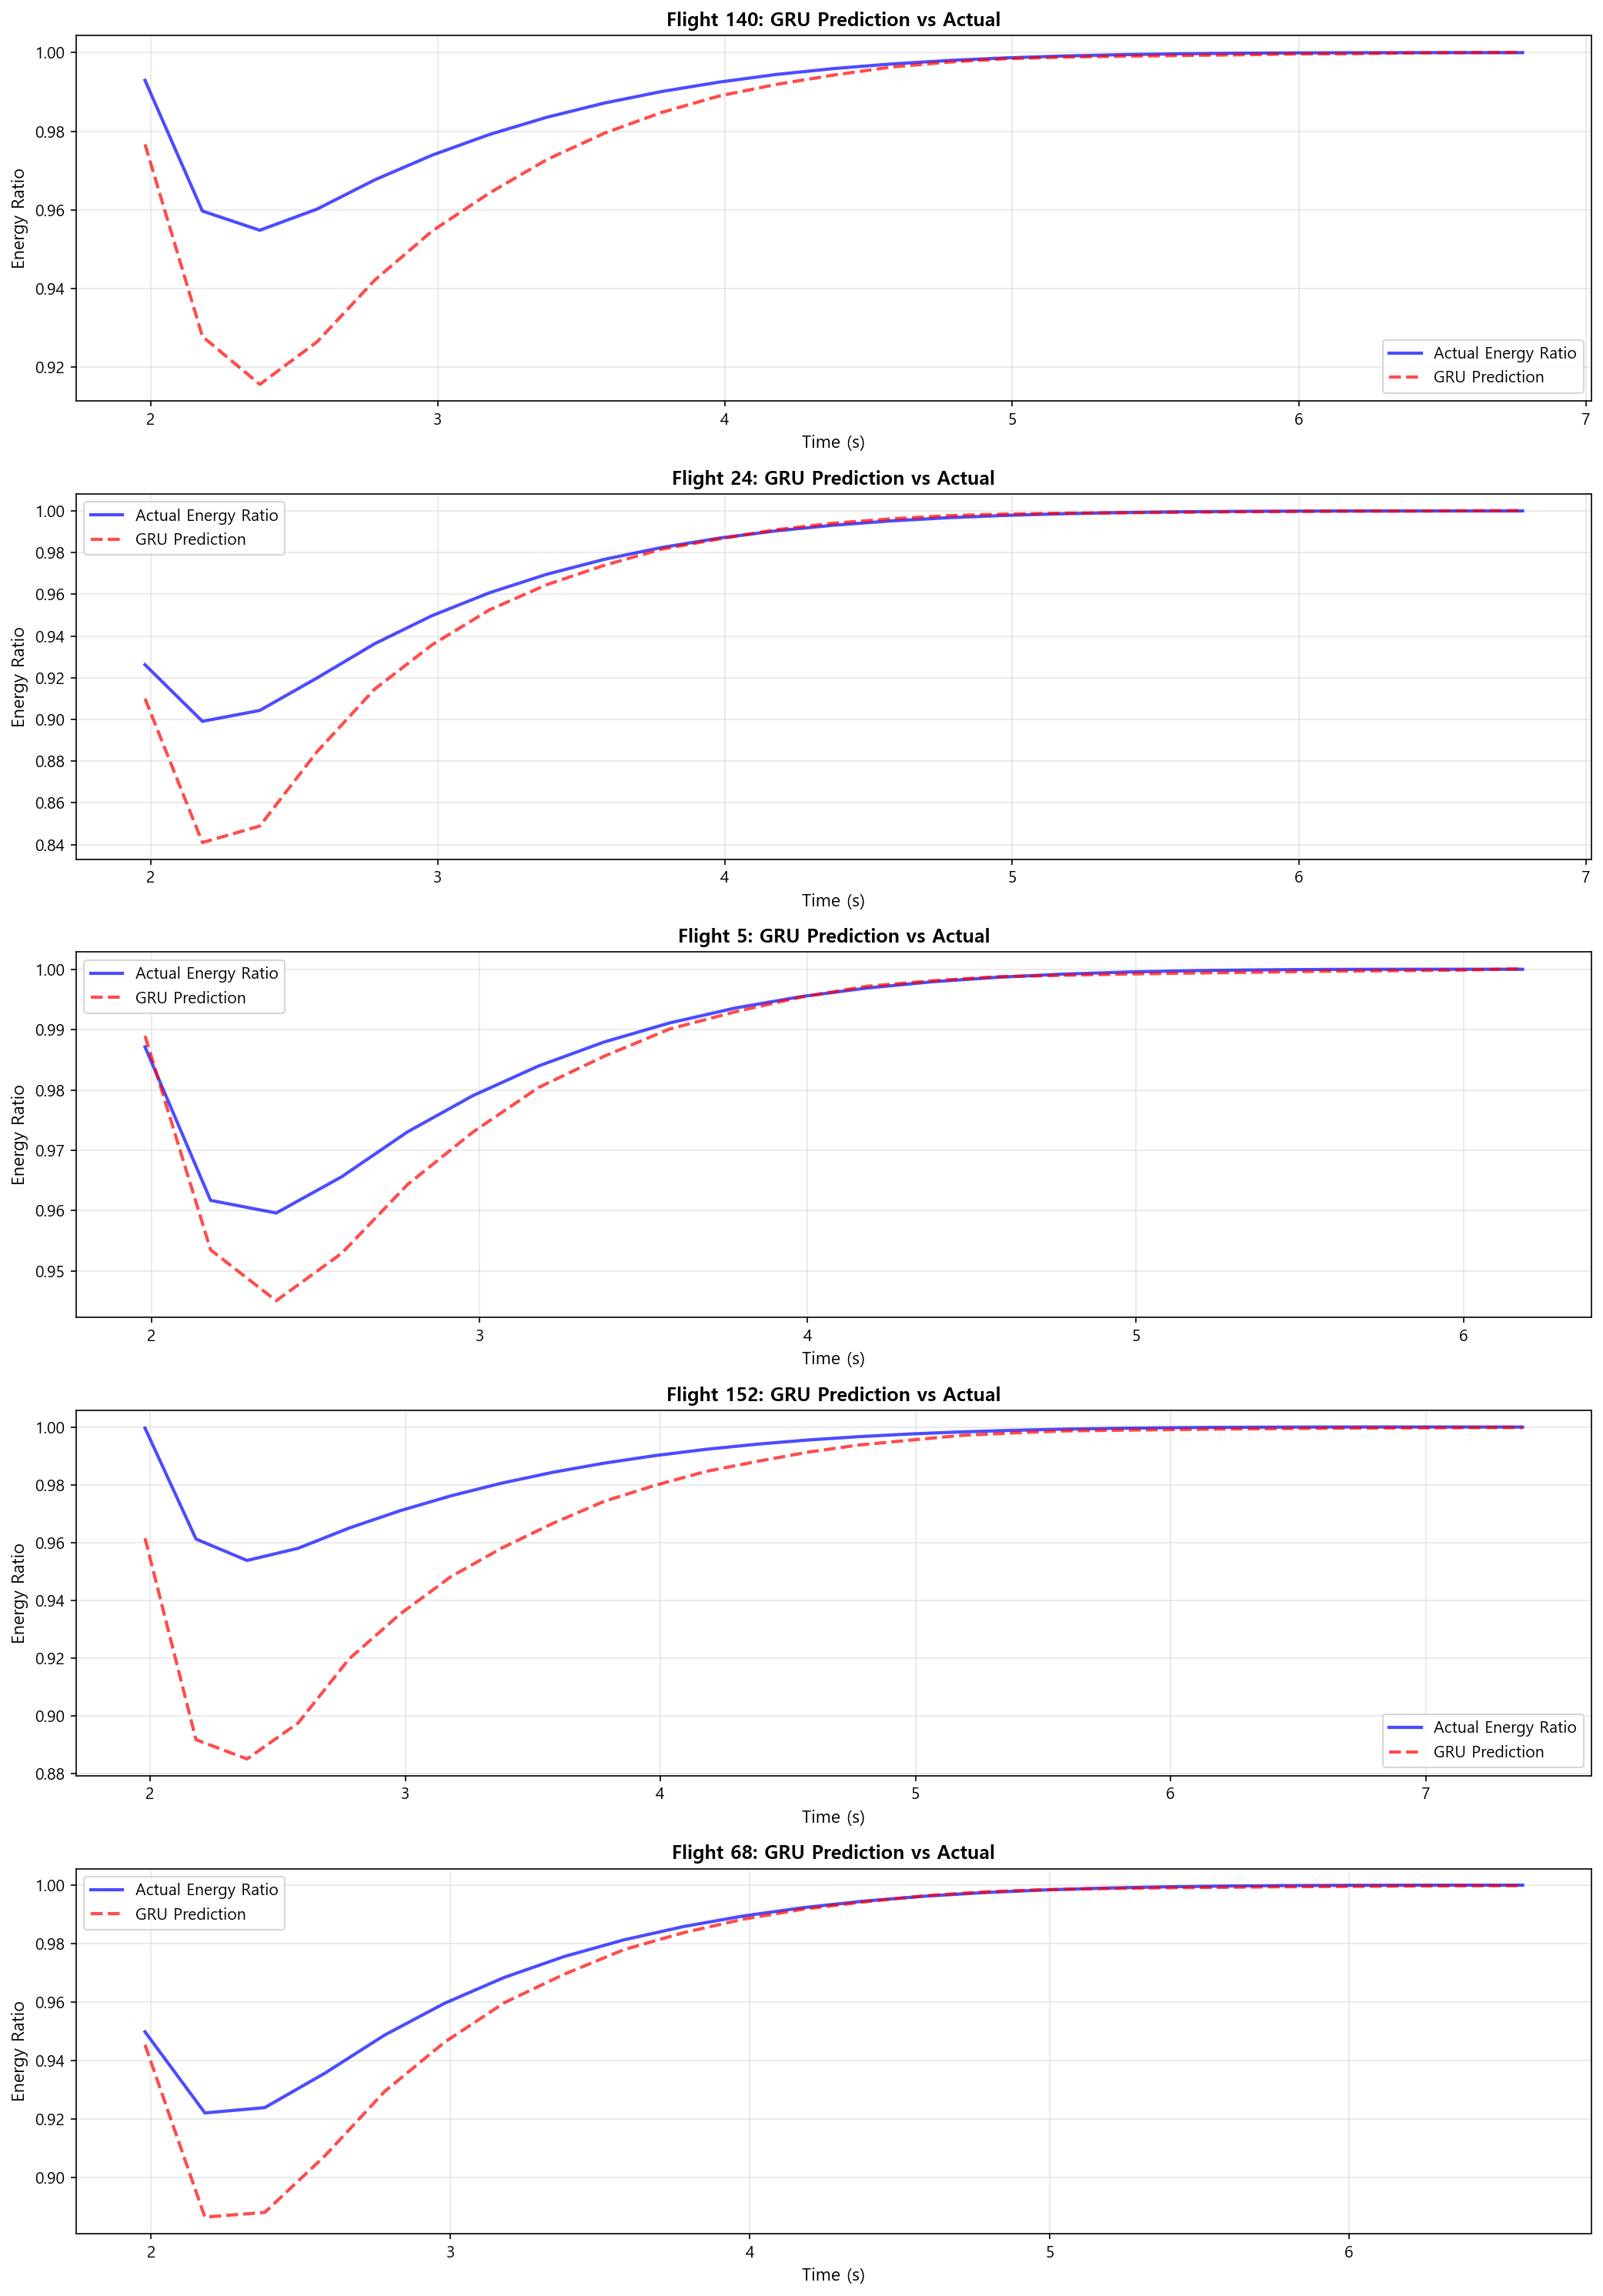 Flight 140: GRU Prediction vs Actual
1.00
0.98
0.96
0.94
0.92
Energy Ratio
Actual Energy Ratio
GRU Prediction
2 3 4 5 6 7
Time (s)
Flight 24: GRU Prediction vs Actual
Actual Energy Ratio
GRU Prediction
1.00
0.98
0.96
0.94
0.92
0.90
0.88
0.86
0.84
Energy Ratio
2 3 4 5 6 7
Time (s)
Flight 5: GRU Prediction vs Actual
Actual Energy Ratio
GRU Prediction
1.00
0.99
0.98
0.97
0.96
0.95
Energy Ratio
2 3 4 5 6
Time (s)
Flight 152: GRU Prediction vs Actual
1.00
0.98
0.96
0.94
0.92
0.90
0.88
Energy Ratio
Actual Energy Ratio
GRU Prediction
2 3 4 5 6 7
Time (s)
Flight 68: GRU Prediction vs Actual
Actual Energy Ratio
GRU Prediction
1.00
0.98
0.96
0.94
0.92
0.90
Energy Ratio
2 3 4 5 6
Time (s)